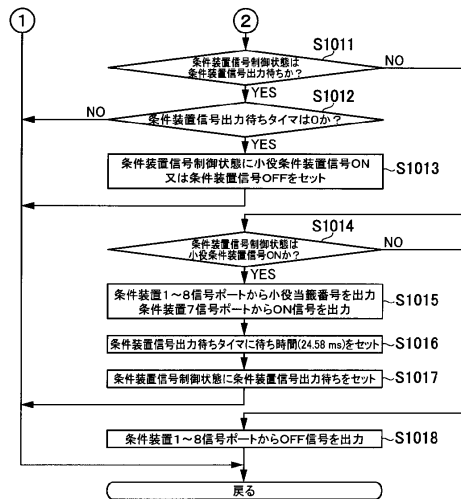 1
2
条件装置信号制御状態は
条件装置信号出力待ちか?
S1011
NO
YES
条件装置信号出力待ちタイマは0か?
S1012
NO
YES
条件装置信号制御状態に小役条件装置信号ON
又は条件装置信号OFFをセット
S1013
条件装置信号制御状態は
小役条件装置信号ONか?
S1014
NO
YES
条件装置1~8信号ポートから小役当籤番号を出力
条件装置7信号ポートからON信号を出力
S1015
条件装置信号出力待ちタイマに待ち時間(24.58 ms)をセット
S1016
条件装置信号制御状態に条件装置信号出力待ちをセット
S1017
条件装置1~8信号ポートからOFF信号を出力
S1018
戻る